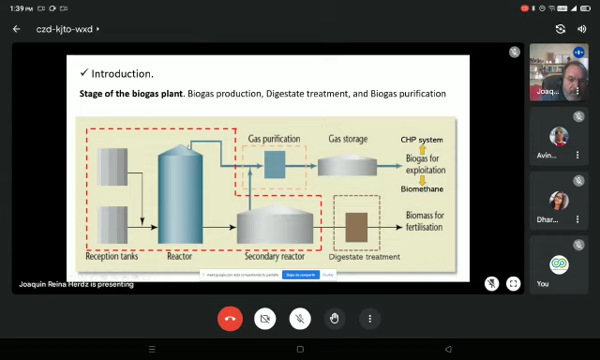 1:39 PM
czd-kjto-wxd
✓ Introduction.
Stage of the biogas plant. Biogas production, Digestate treatment, and Biogas purification
Gas purification
Gas storage
CHP system
Biogas for
exploitation
Biomethane
Biomass for
fertilisation
Reception tanks
Reactor
Secondary reactor
Digestate treatment
Joaquin Reina Herdz is presenting
Joaq...
Avin...
Dhar...
You